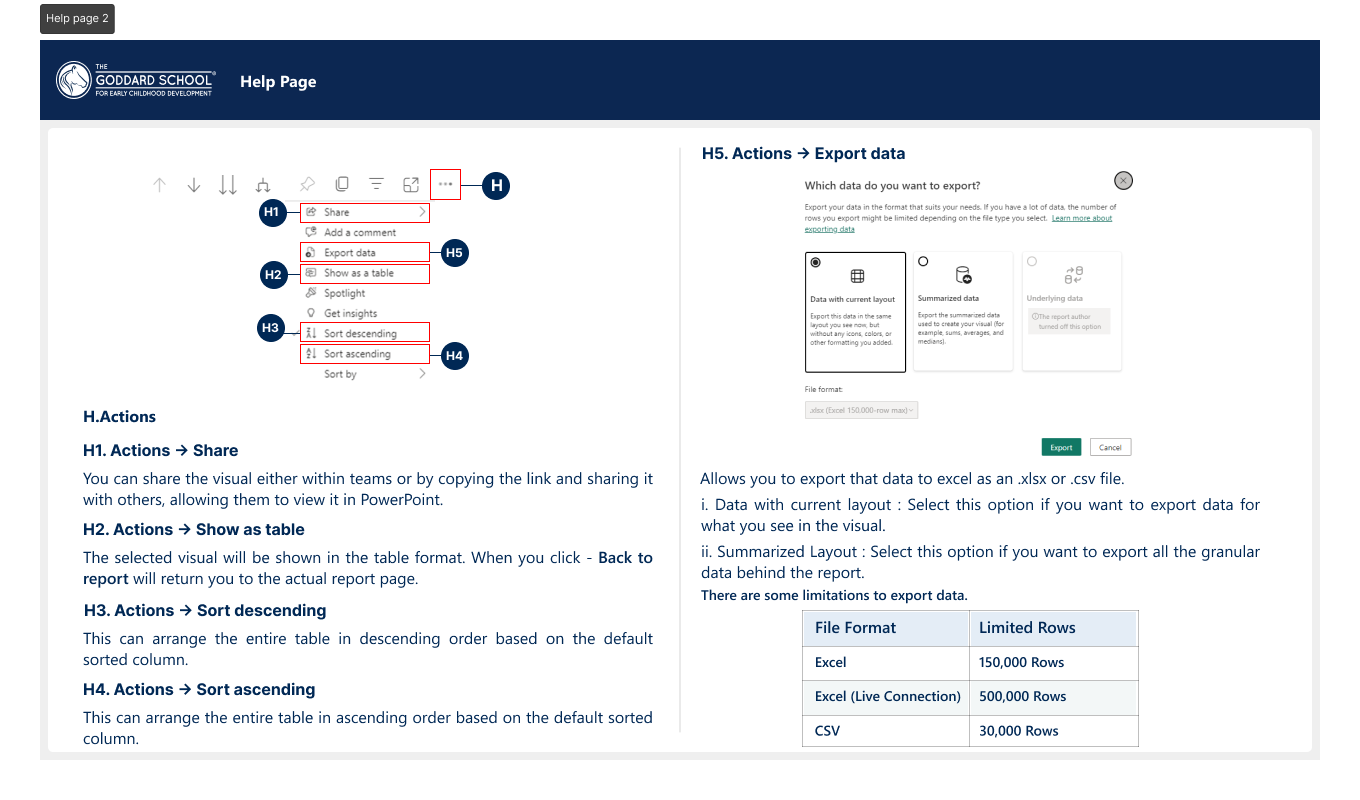 Help page 2
THE
GODDARD SCHOOL®
FOR EARLY CHILDHOOD DEVELOPMENT
Help Page
H
H1
Share
Add a comment
Export data
H5
H2
Show as a table
Spotlight
Get insights
H3
Sort descending
Sort ascending
H4
Sort by
H.Actions
H1. Actions → Share
You can share the visual either within teams or by copying the link and sharing it
with others, allowing them to view it in PowerPoint.
H2. Actions → Show as table
The selected visual will be shown in the table format. When you click - Back to
report will return you to the actual report page.
H3. Actions → Sort descending
This can arrange the entire table in descending order based on the default
sorted column.
H4. Actions → Sort ascending
This can arrange the entire table in ascending order based on the default sorted
column.
H5. Actions → Export data
Which data do you want to export?
Export your data in the format that suits your needs. If you have a lot of data, the number of
rows you export might be limited depending on the file type you select. Learn more about
exporting data
Data with current layout
Export this data in the same
layout you see now, but
without any icons, colors, or
other formatting you added.
Summarized data
Export the summarized data
used to create your visual (for
example, sums, averages, and
medians).
Underlying data
The report author
turned off this option
File format:
.xlsx (Excel 150,000-row max)
Export
Cancel
Allows you to export that data to excel as an .xlsx or .csv file.
i. Data with current layout : Select this option if you want to export data for
what you see in the visual.
ii. Summarized Layout : Select this option if you want to export all the granular
data behind the report.
There are some limitations to export data.
File Format Limited Rows
Excel 150,000 Rows
Excel (Live Connection) 500,000 Rows
CSV 30,000 Rows